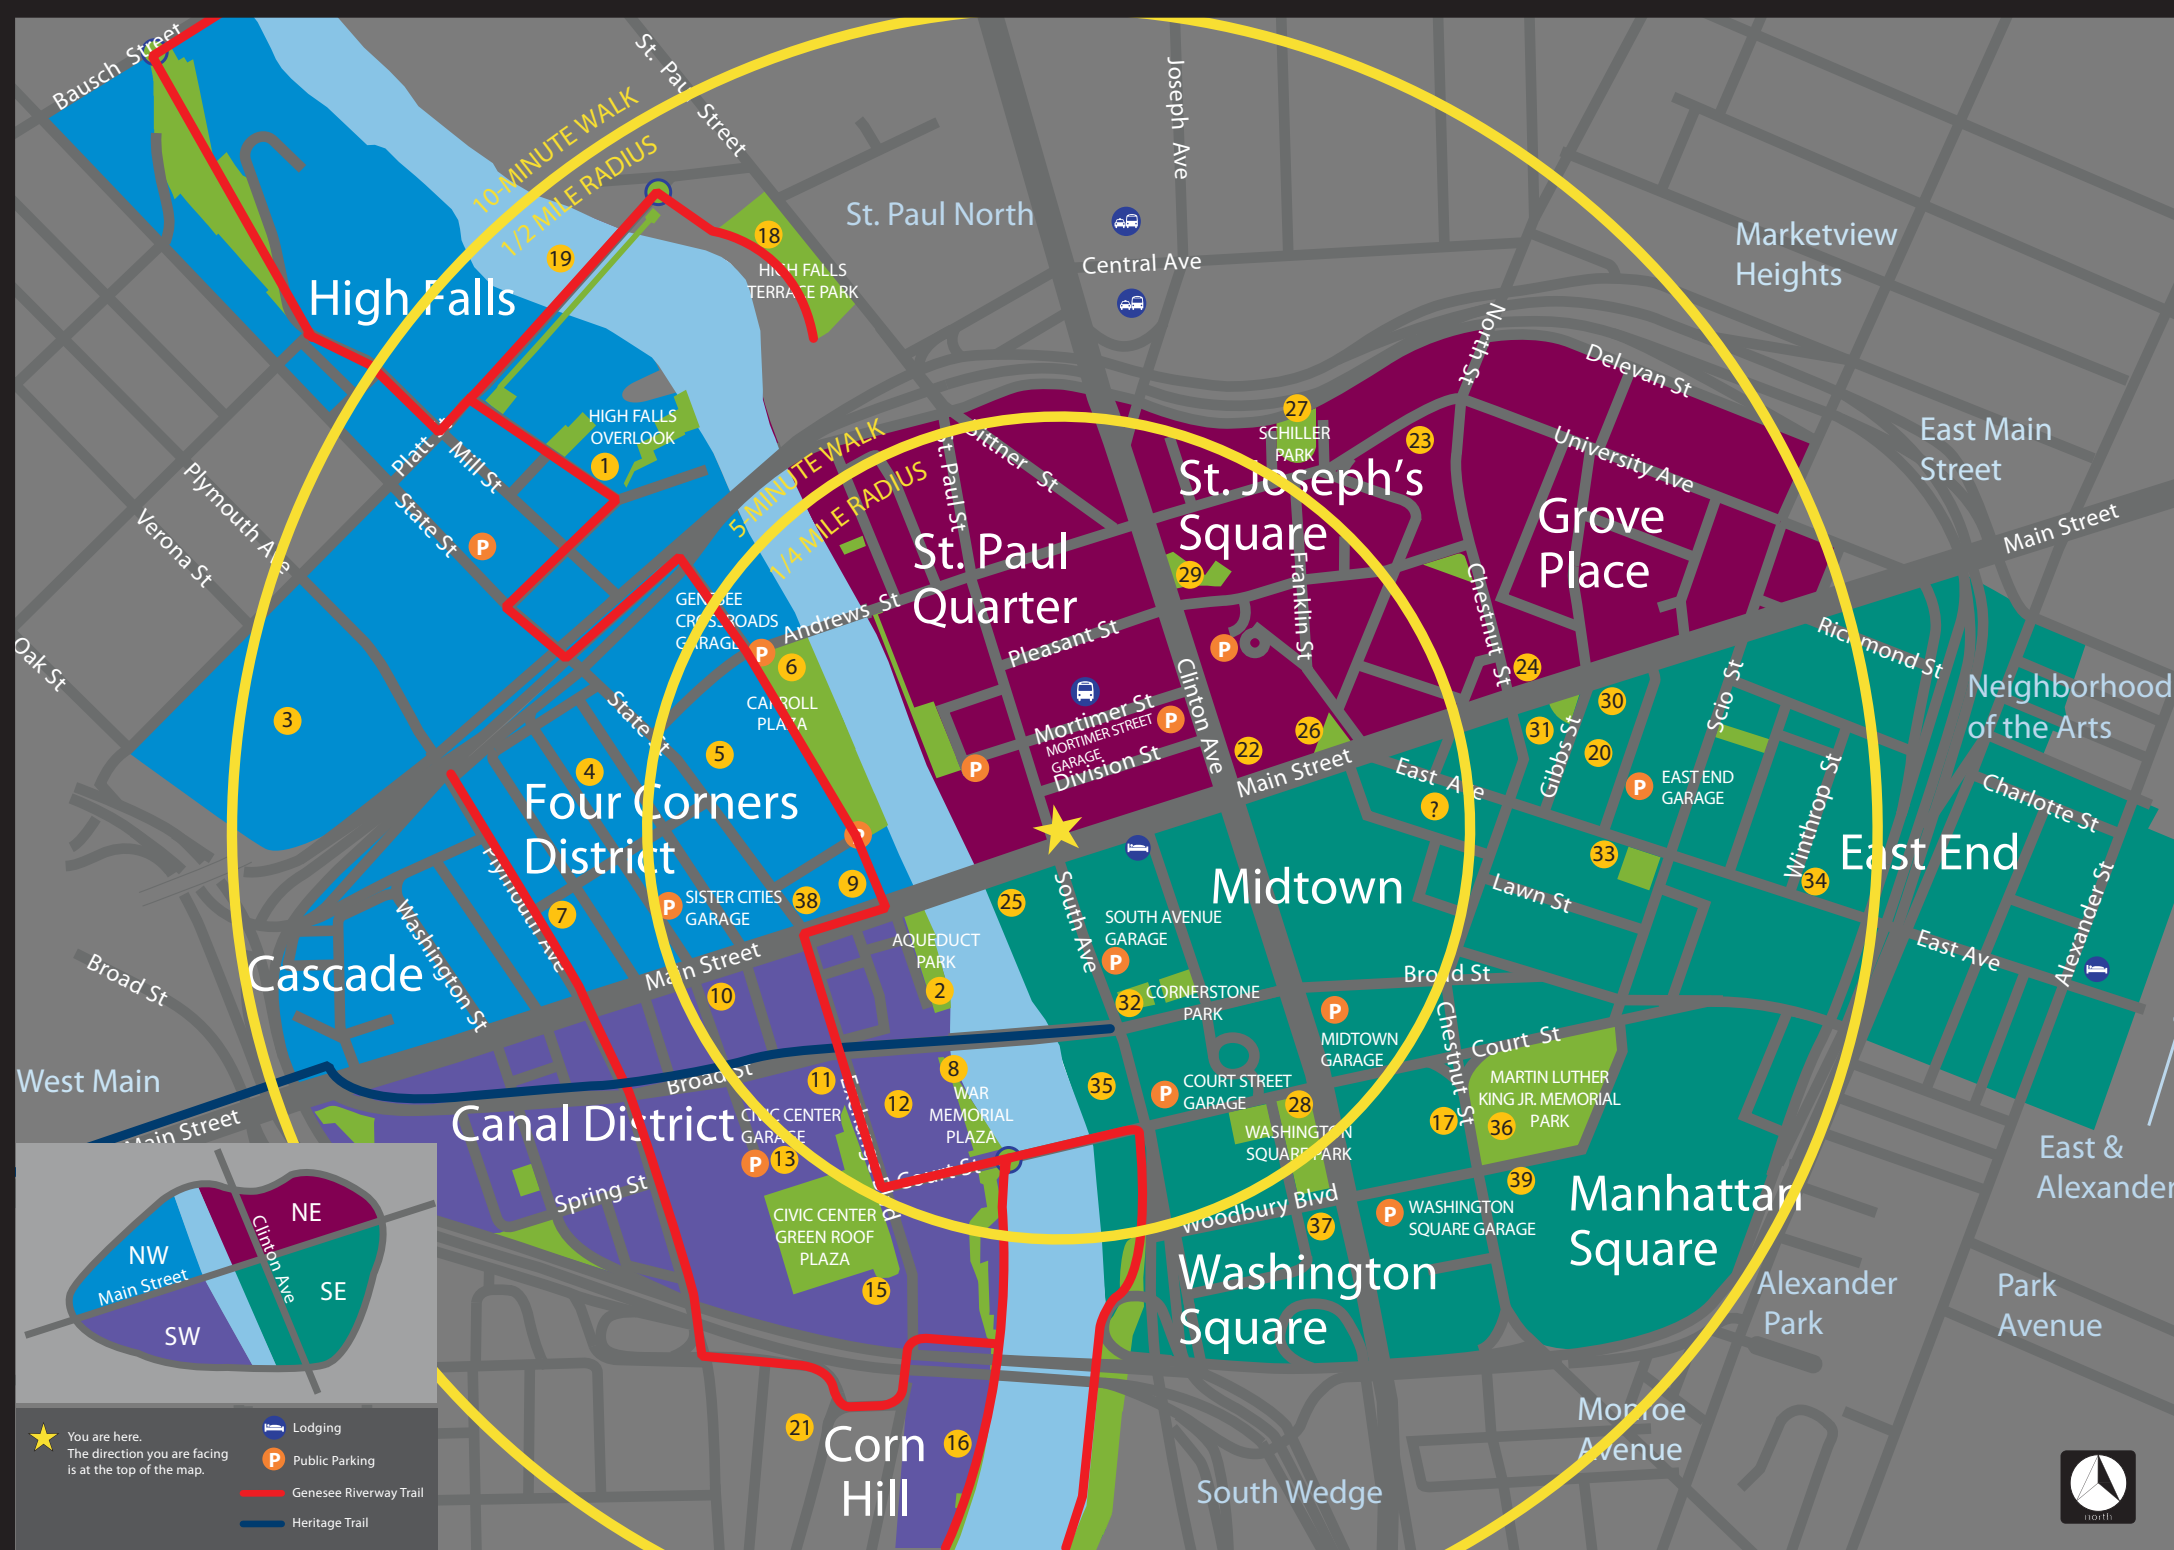 Bausch Street
St. Paul Street
Joseph Ave
10-MINUTE WALK
1/2 MILE RADIUS
St. Paul North
Central Ave
Marketview
Heights
18
HIGH FALLS
TERRACE PARK
19
High Falls
North St
Delevan St
HIGH FALLS
OVERLOOK
1
Platt St
Mill St
State St
P
Plymouth Ave
Verona St
Oak St
3
5-MINUTE WALK
1/4 MILE RADIUS
St. Paul St
Bittner St
27
SCHILLER
PARK
23
St. Joseph's
Square
University Ave
East Main
Street
Main Street
Grove
Place
St. Paul
Quarter
29
Franklin St
Chestnut St
GENESEE
CROSSROADS
GARAGE
P
Andrews St
6
CARROLL
PLAZA
Pleasant St
P
Clinton Ave
Mortimer St
MORTIMER STREET
GARAGE
P
Division St
P
22
26
Main Street
24
Richmond St
30
31
Gibbs St
20
Scio St
Neighborhood
of the Arts
East Ave
?
P
EAST END
GARAGE
Winthrop St
Charlotte St
State St
5
4
Four Corners
District
P
9
38
P
SISTER CITIES
GARAGE
7
Plymouth Ave
Washington St
Cascade
Broad St
Main Street
10
25
South Ave
Midtown
SOUTH AVENUE
GARAGE
P
33
Lawn St
34
East End
Alexander St
East Ave
AQUEDUCT
PARK
2
32
CORNERSTONE
PARK
Broad St
P
MIDTOWN
GARAGE
Chestnut St
Court St
West Main
Main Street
Broad St
Canal District
11
12
8
WAR
MEMORIAL
PLAZA
CIVIC CENTER
GARAGE
P
13
Court St
Spring St
35
P
COURT STREET
GARAGE
28
WASHINGTON
SQUARE PARK
17
MARTIN LUTHER
KING JR. MEMORIAL
PARK
36
East &
Alexander
39
Manhattan
Square
Woodbury Blvd
37
P
WASHINGTON
SQUARE GARAGE
CIVIC CENTER
GREEN ROOF
PLAZA
15
Washington
Square
Alexander
Park
Park
Avenue
Monroe
Avenue
South Wedge
21
Corn
Hill
16
NE
NW
SE
SW
Main Street
Clinton Ave
You are here.
The direction you are facing
is at the top of the map.
Lodging
P
Public Parking
Genesee Riverway Trail
Heritage Trail
north